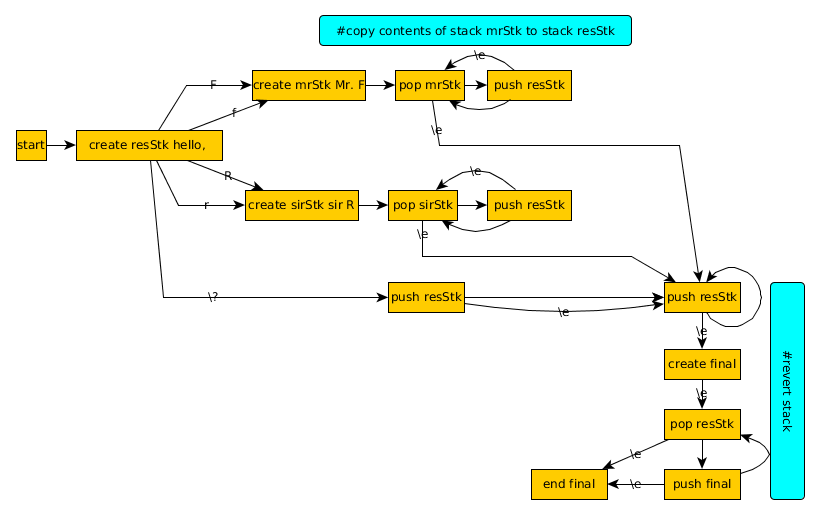 #copy contents of stack mrStk to stack resStk
\e
F
create mrStk Mr. F
pop mrStk
push resStk
f
\e
start
create resStk hello,
\e
R
create sirStk sir R
pop sirStk
push resStk
r
\e
\?
push resStk
push resStk
\e
\e
create final
#revert stack
\e
pop resStk
\e
end final
\e
push final